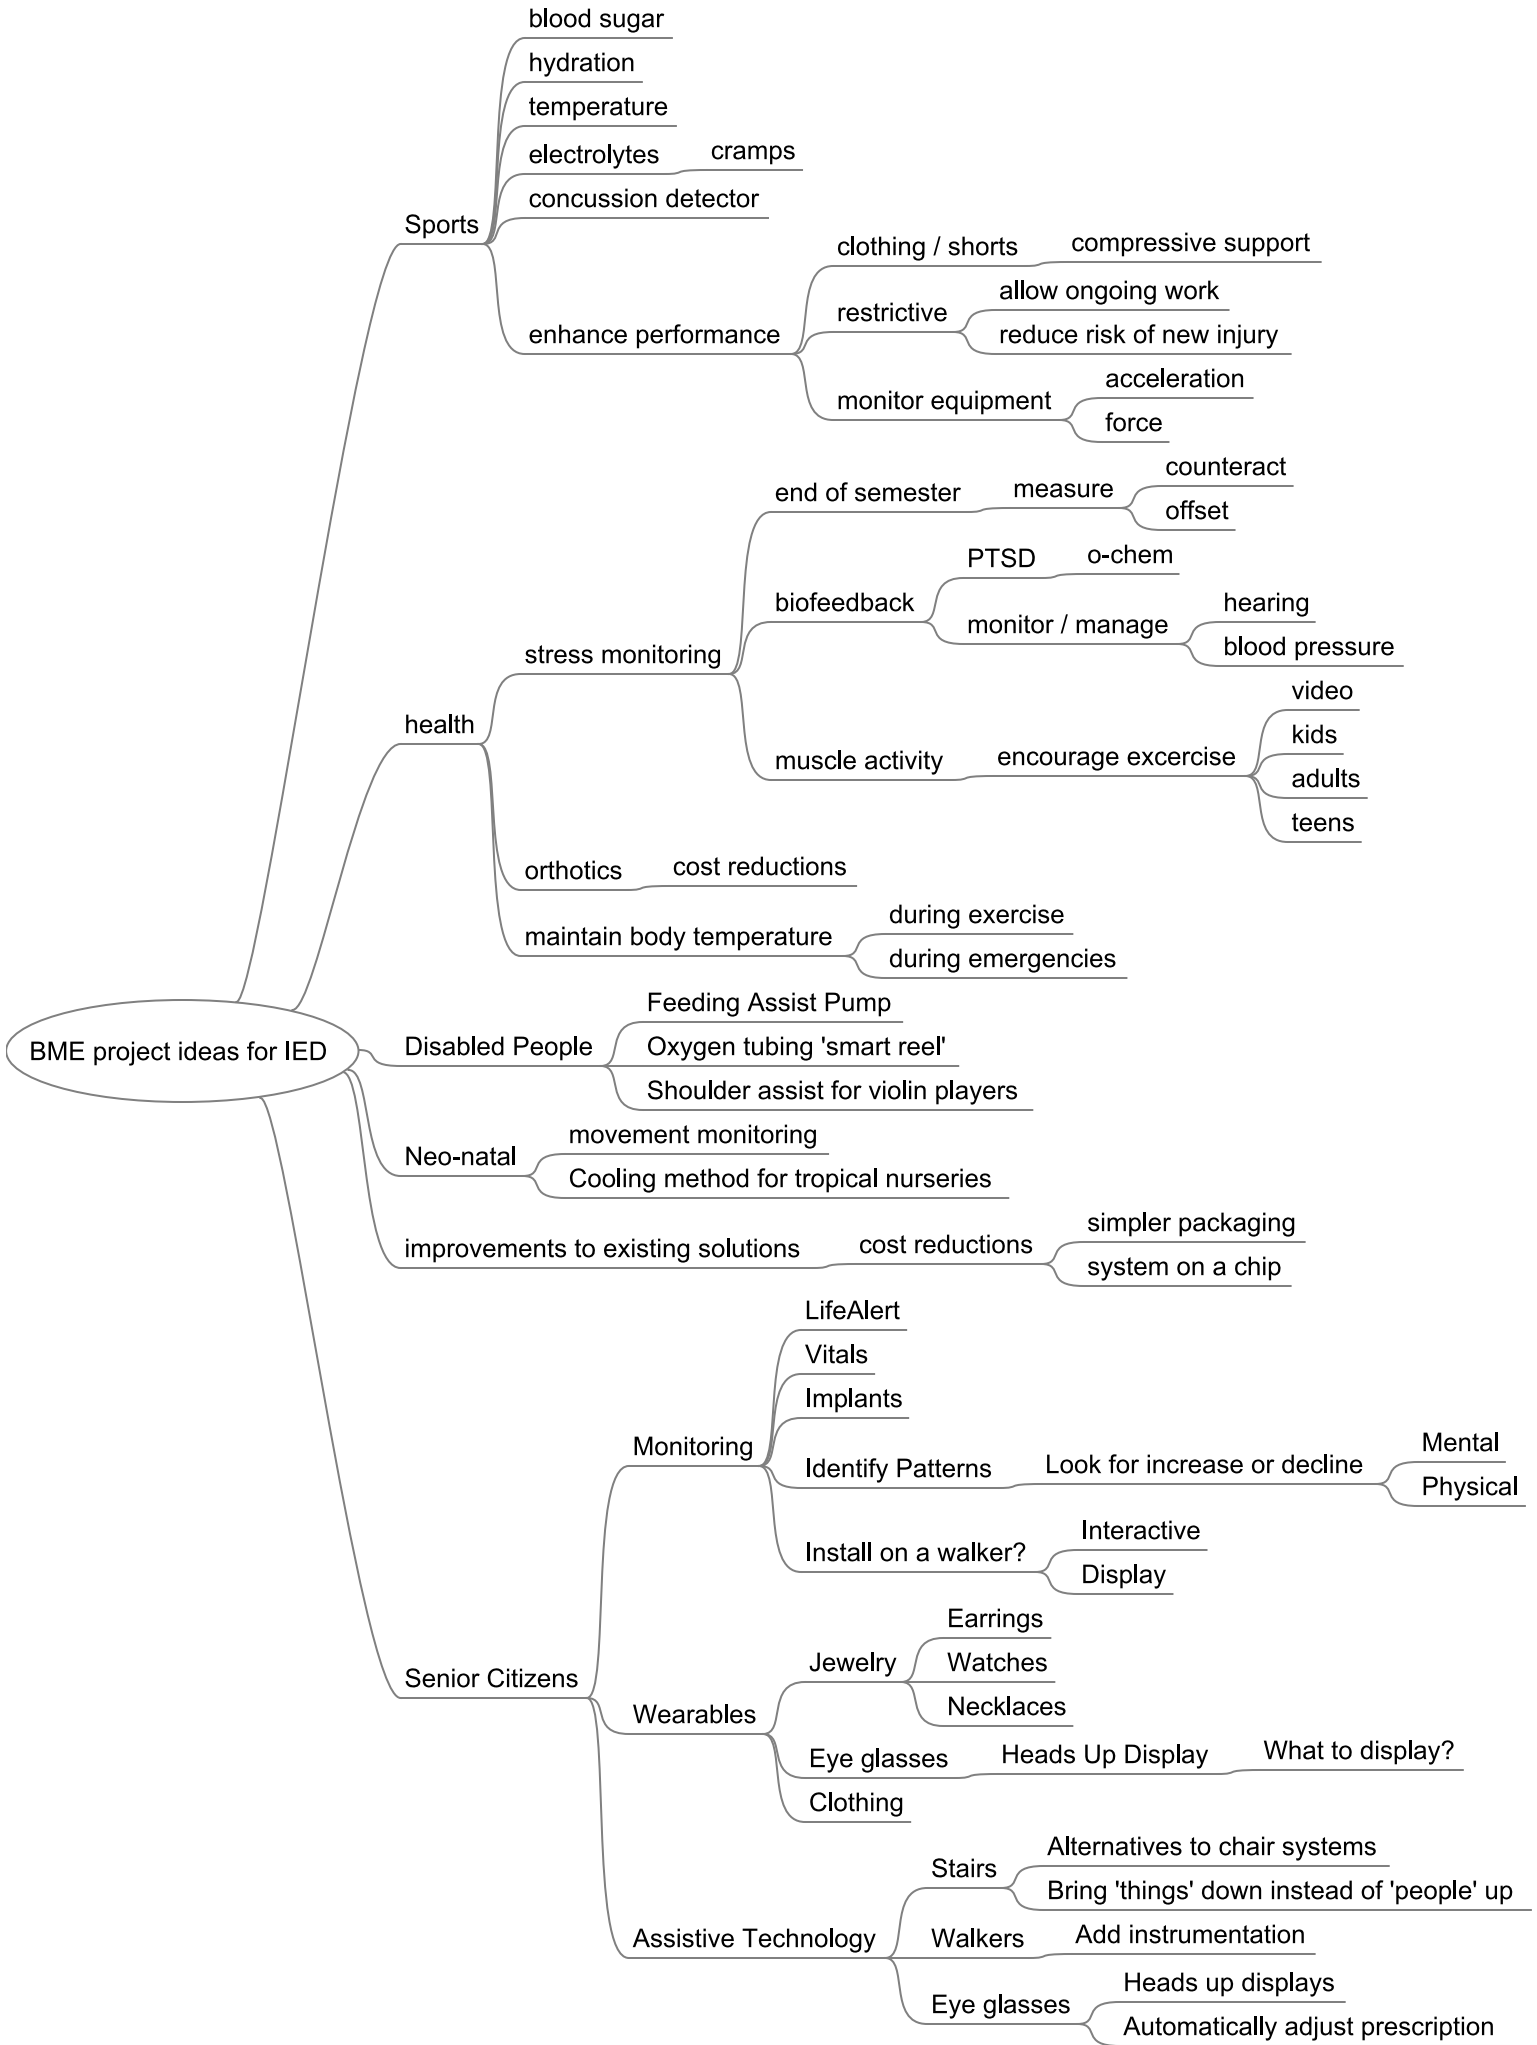 blood sugar
hydration
temperature
electrolytes
cramps
concussion detector
Sports
clothing / shorts
compressive support
allow ongoing work
restrictive
reduce risk of new injury
enhance performance
acceleration
monitor equipment
force
counteract
end of semester
measure
offset
PTSD
o-chem
biofeedback
hearing
monitor / manage
blood pressure
stress monitoring
video
health
kids
muscle activity
encourage excercise
adults
teens
orthotics
cost reductions
during exercise
maintain body temperature
during emergencies
Feeding Assist Pump
BME project ideas for IED
Disabled People
Oxygen tubing 'smart reel'
Shoulder assist for violin players
movement monitoring
Neo-natal
Cooling method for tropical nurseries
simpler packaging
improvements to existing solutions
cost reductions
system on a chip
LifeAlert
Vitals
Implants
Monitoring
Mental
Identify Patterns
Look for increase or decline
Physical
Interactive
Install on a walker?
Display
Earrings
Jewelry
Watches
Senior Citizens
Necklaces
Wearables
Eye glasses
Heads Up Display
What to display?
Clothing
Alternatives to chair systems
Stairs
Bring 'things' down instead of 'people' up
Assistive Technology
Walkers
Add instrumentation
Heads up displays
Eye glasses
Automatically adjust prescription